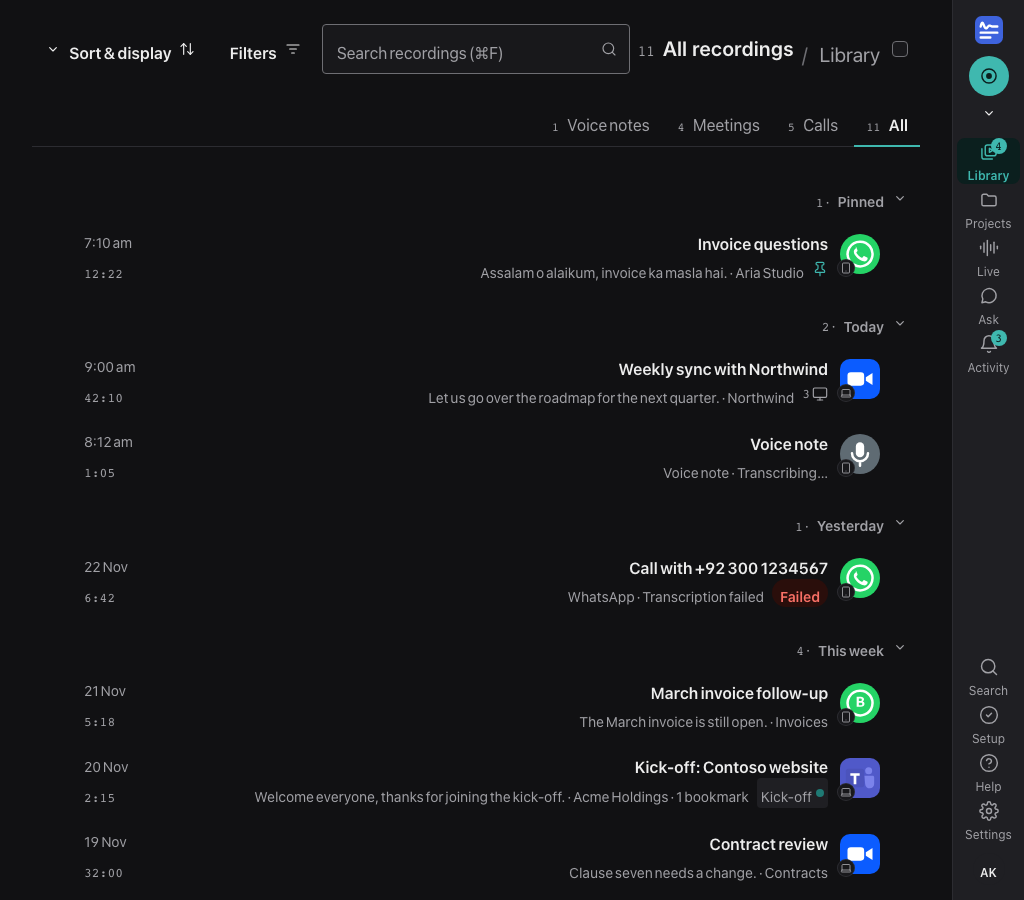 11 All recordings / Library
Search recordings (⌘F)
Filters
Sort & display
11 All
5 Calls
4 Meetings
1 Voice notes
1 · Pinned
Invoice questions
7:10 am
Assalam o alaikum, invoice ka masla hai. · Aria Studio
12:22
2 · Today
Weekly sync with Northwind
9:00 am
Let us go over the roadmap for the next quarter. · Northwind 3
42:10
Voice note
8:12 am
Voice note · Transcribing...
1:05
1 · Yesterday
Call with +92 300 1234567
22 Nov
WhatsApp · Transcription failed Failed
6:42
4 · This week
March invoice follow-up
B
21 Nov
The March invoice is still open. · Invoices
5:18
Kick-off: Contoso website
T
20 Nov
Welcome everyone, thanks for joining the kick-off. · Acme Holdings · 1 bookmark Kick-off
2:15
Contract review
19 Nov
Clause seven needs a change. · Contracts
32:00
4
Library
Projects
Live
Ask
3
Activity
Search
Setup
Help
Settings
AK